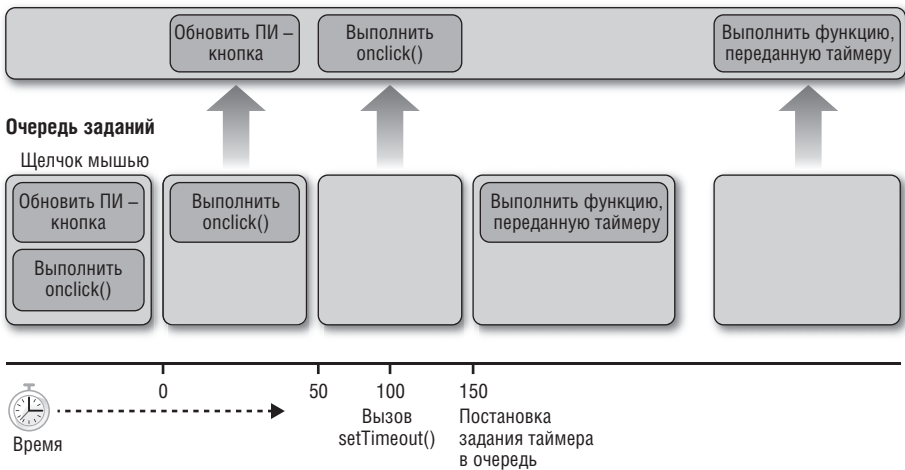 Обновить ПИ –
кнопка
Выполнить
onclick()
Выполнить функцию,
переданную таймеру
Очередь заданий
Щелчок мышью
Обновить ПИ –
кнопка
Выполнить
onclick()
Выполнить
onclick()
Выполнить функцию,
переданную таймеру
0
50
100
150
Время
Вызов
setTimeout()
Постановка
задания таймера
в очередь